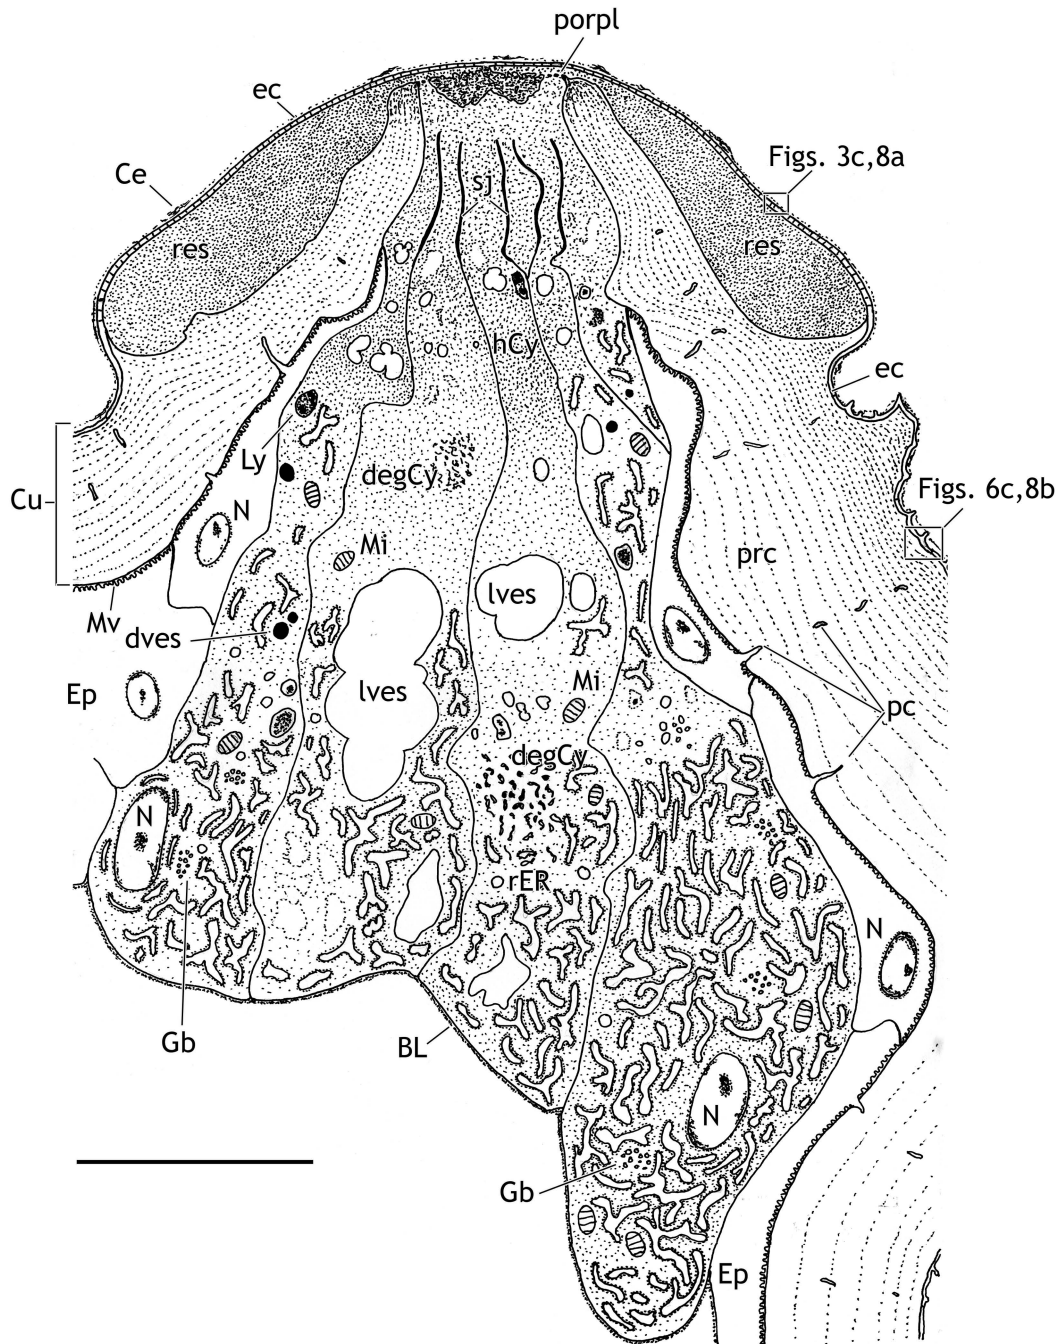 porpl
ec
Figs. 3c,8a
Ce
sj
res
res
hCy
ec
Ly
degCy
Figs. 6c,8b
Cu
N
Mi
prc
lves
Mv
dves
lves
Mi
Ep
pc
degCy
N
rER
N
Gb
BL
N
Gb
Ep